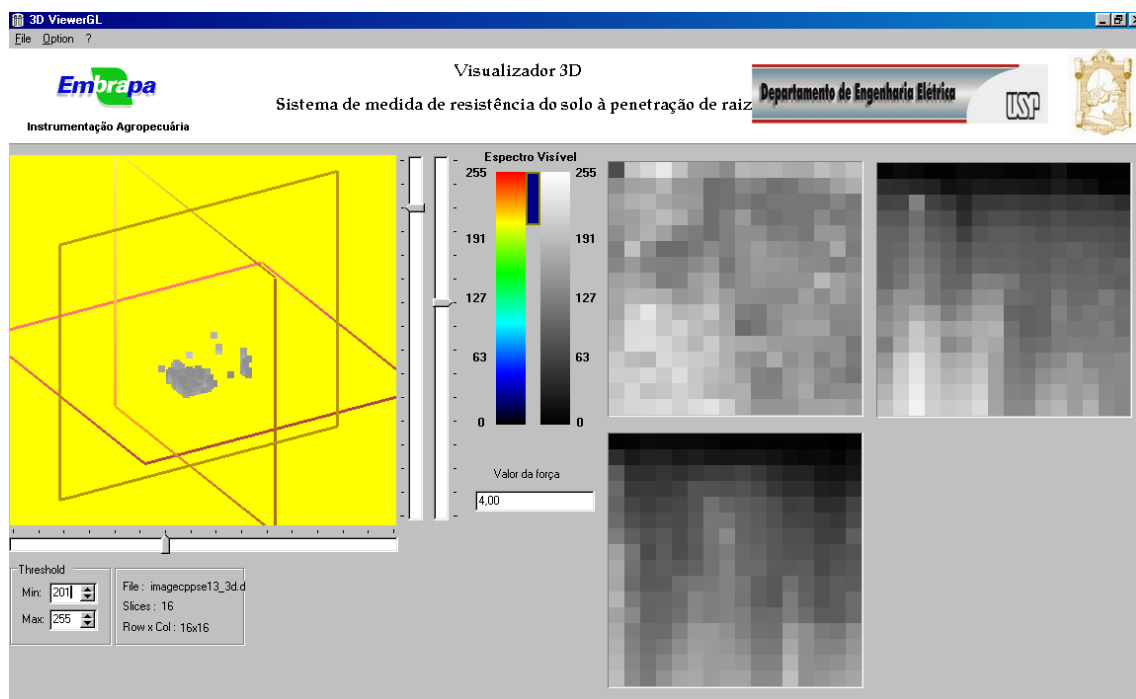 3D ViewerGL
File Option ?
Embrapa
Instrumentação Agropecuária
Visualizador 3D
Sistema de medida de resistência do solo à penetração de raiz
Departamento de Engenharia Elétrica
USP
Espectro Visível
255 255
191 191
127 127
63 63
0 0
Valor da força
4,00
Threshold
Min: 201
Max: 255
File : imagecppse13_3d.d
Slices : 16
Row x Col : 16x16